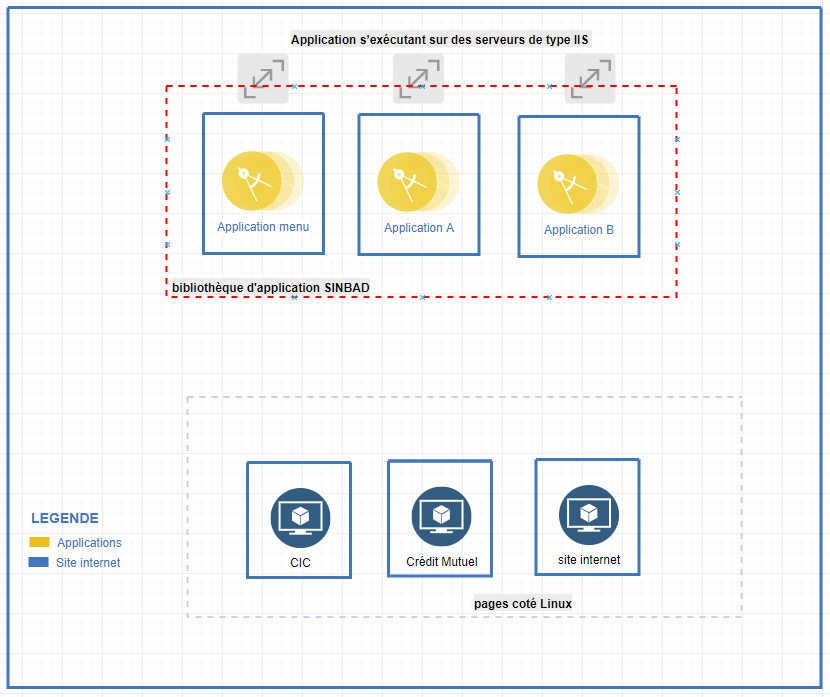 Application s'exécutant sur des serveurs de type IIS
Application menu
Application A
Application B
bibliothèque d'application SINBAD
CIC
Crédit Mutuel
site internet
pages coté Linux
LEGENDE
Applications
Site internet